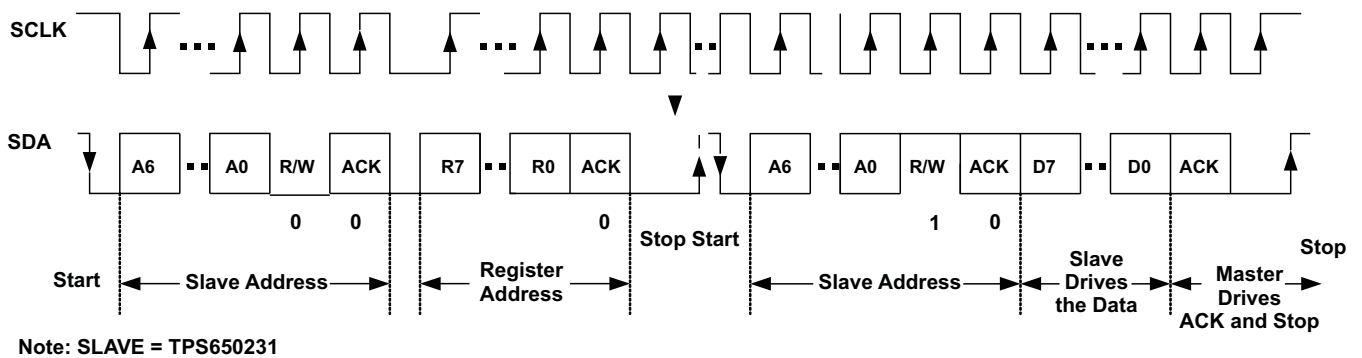 SCLK
SDA
A6 A0 R/W ACK R7 R0 ACK A6 A0 R/W ACK D7 D0 ACK
0 0 0 1 0
Stop Start
Stop
Start
Slave Address
Register
Address
Slave Address
Slave
Drives
the Data
Master
Drives
ACK and Stop
Note: SLAVE = TPS650231